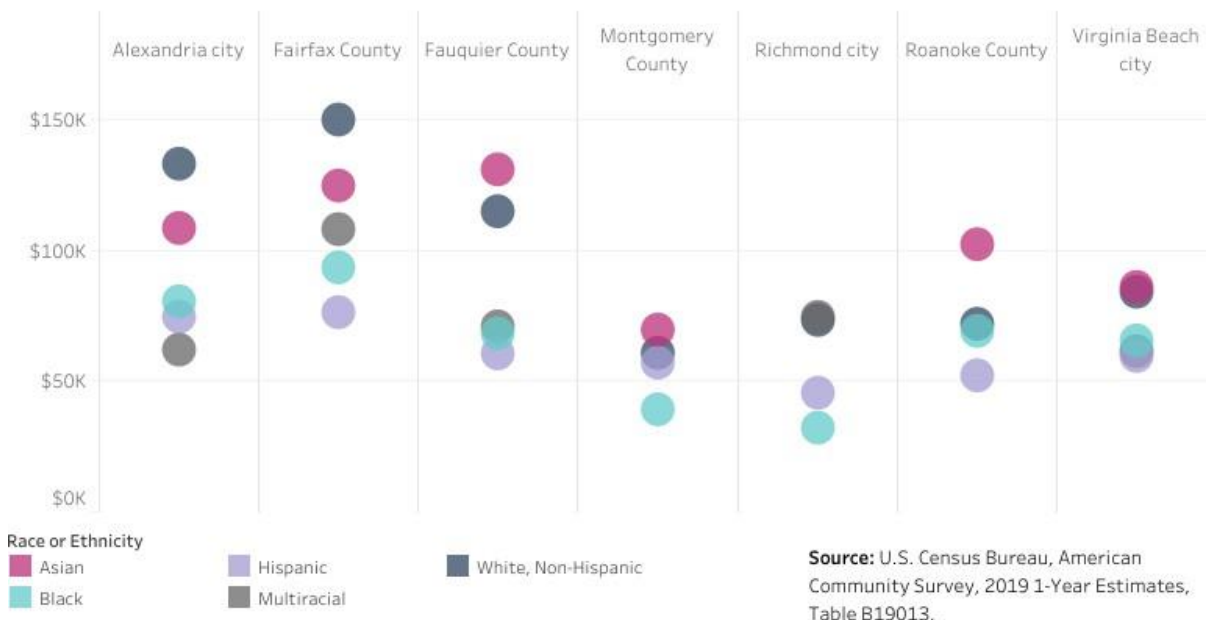 Alexandria city
Fairfax County
Fauquier County
Montgomery
County
Richmond city
Roanoke County
Virginia Beach
city
$150K
$100K
$50K
$0K
Race or Ethnicity
Asian
Hispanic
White, Non-Hispanic
Black
Multiracial
Source: U.S. Census Bureau, American
Community Survey, 2019 1-Year Estimates,
Table B19013.